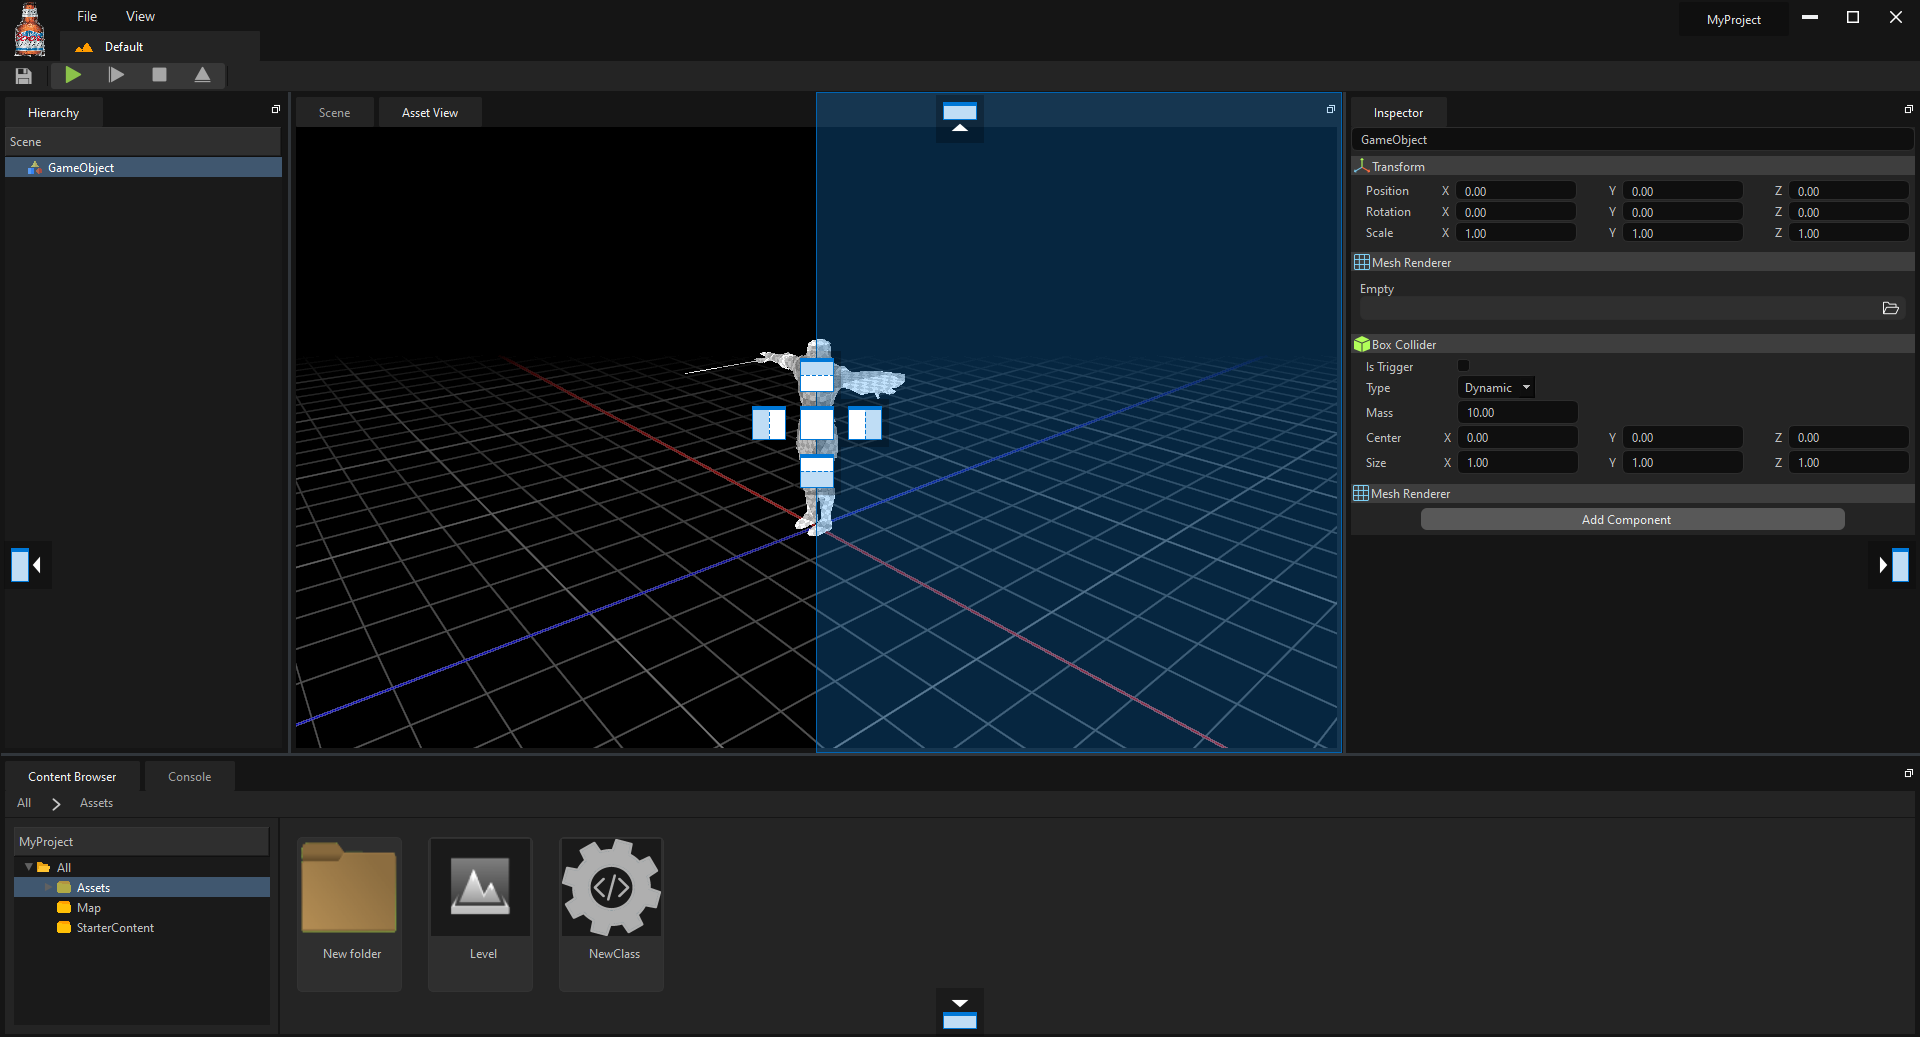 File View
MyProject
Default
Hierarchy
Scene
GameObject
Scene Asset View
Inspector
GameObject
Transform
Position X 0.00 Y 0.00 Z 0.00
Rotation X 0.00 Y 0.00 Z 0.00
Scale X 1.00 Y 1.00 Z 1.00
Mesh Renderer
Empty
Box Collider
Is Trigger
Type Dynamic
Mass 10.00
Center X 0.00 Y 0.00 Z 0.00
Size X 1.00 Y 1.00 Z 1.00
Mesh Renderer
Add Component
Content Browser Console
All Assets
MyProject
All
Assets
Map
StarterContent
New folder
Level
</>
NewClass